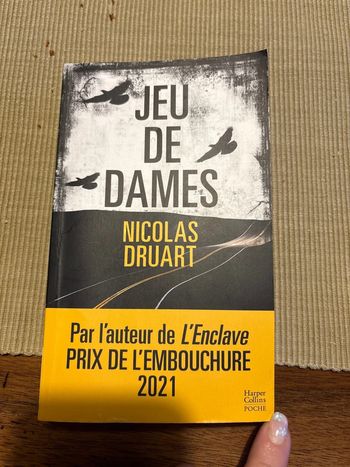 JEU
DE
DAMES
NICOLAS
DRUART
Par l'auteur de L'Enclave
PRIX DE L'EMBOUCHURE
2021
Harper
Collins
POCHE